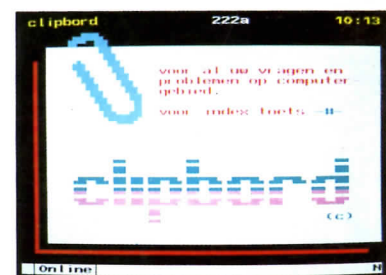 clipbord 222a 10:13
voor al uw vragen en
problemen op computer
gebied.
voor index toets -#-
clipbord
(c)
Online N